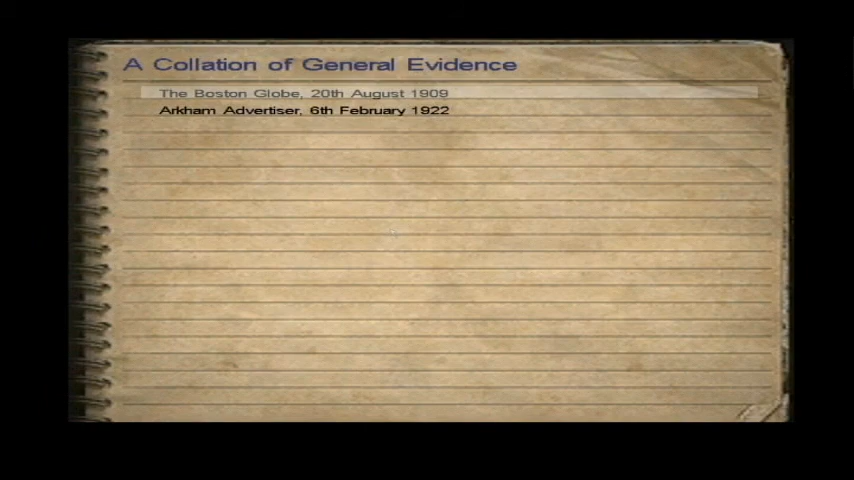 A Collation of General Evidence
The Boston Globe, 20th August 1909
Arkham Advertiser, 6th February 1922